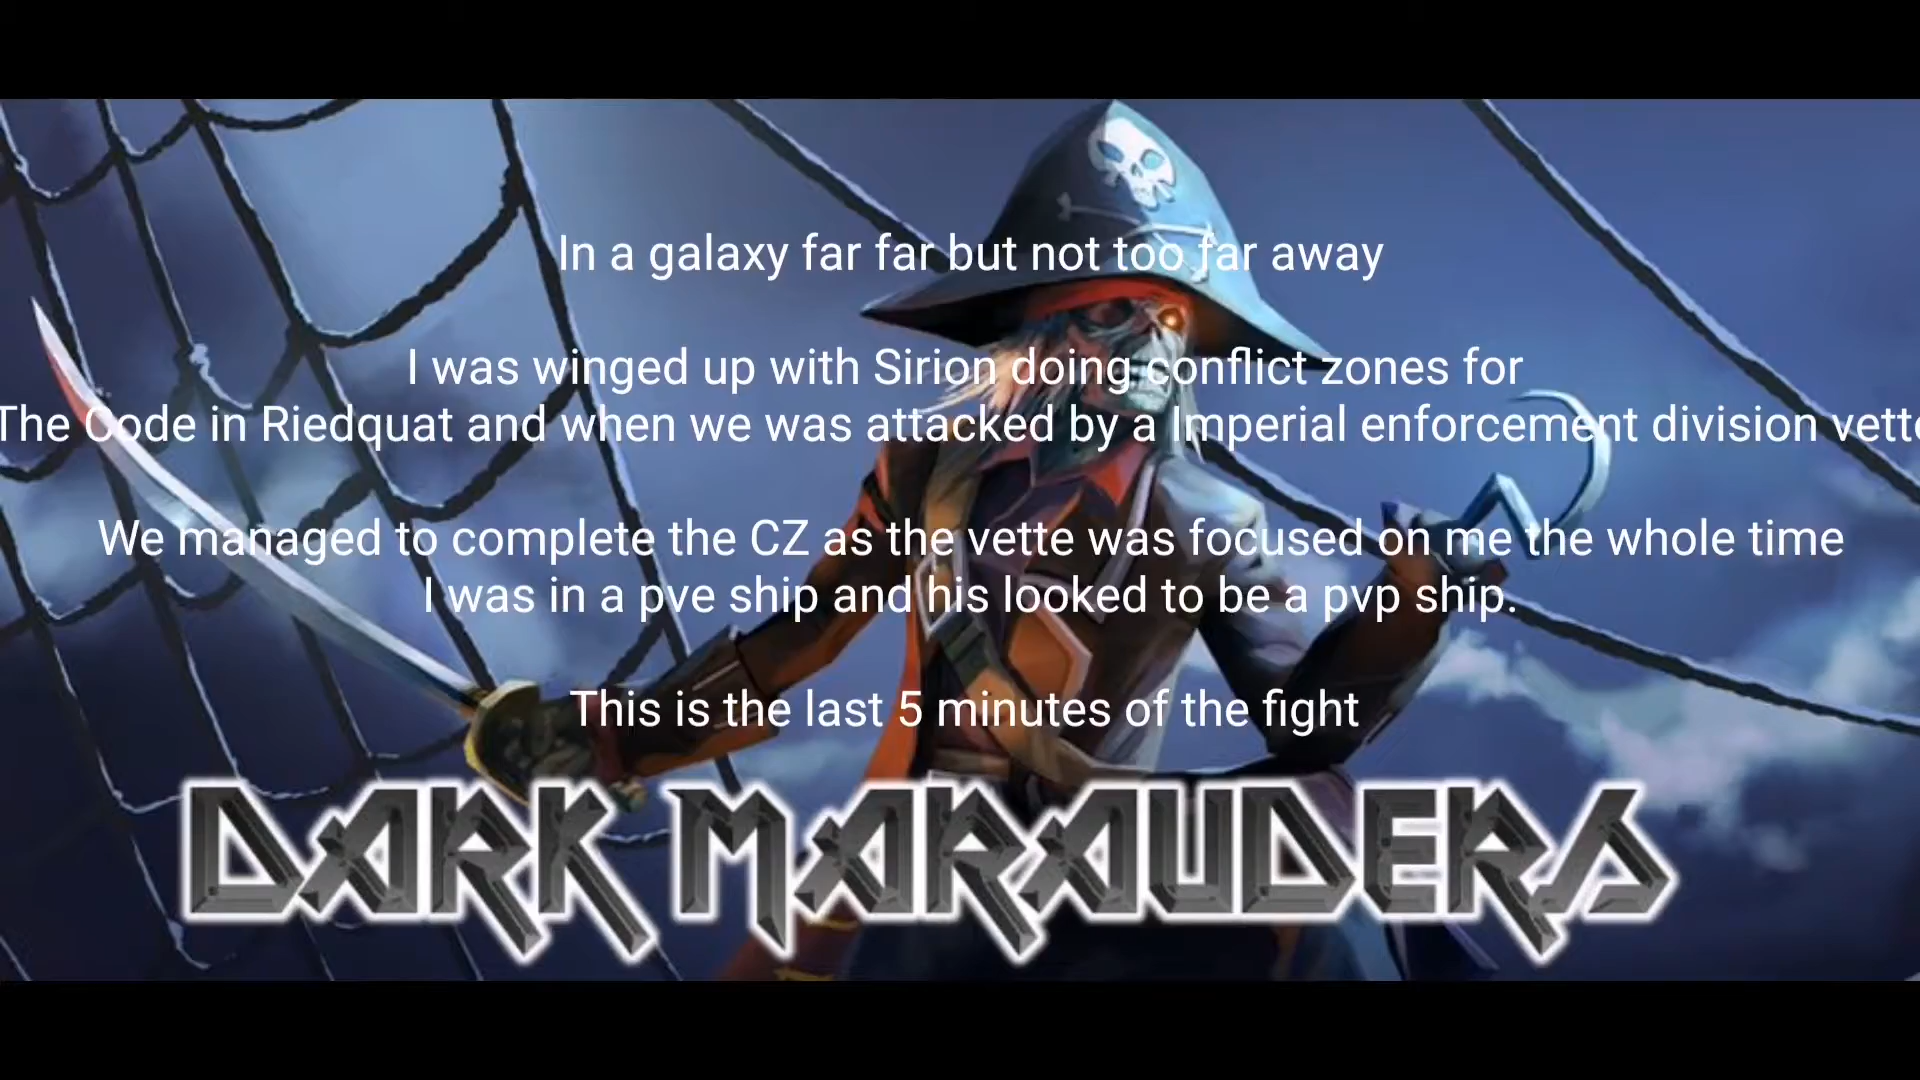 In a galaxy far far but not too far away
I was winged up with Sirion doing conflict zones for
The Code in Riedquat and when we was attacked by a Imperial enforcement division vette
We managed to complete the CZ as the vette was focused on me the whole time
I was in a pve ship and his looked to be a pvp ship.
This is the last 5 minutes of the fight
DARK MARAUDERS